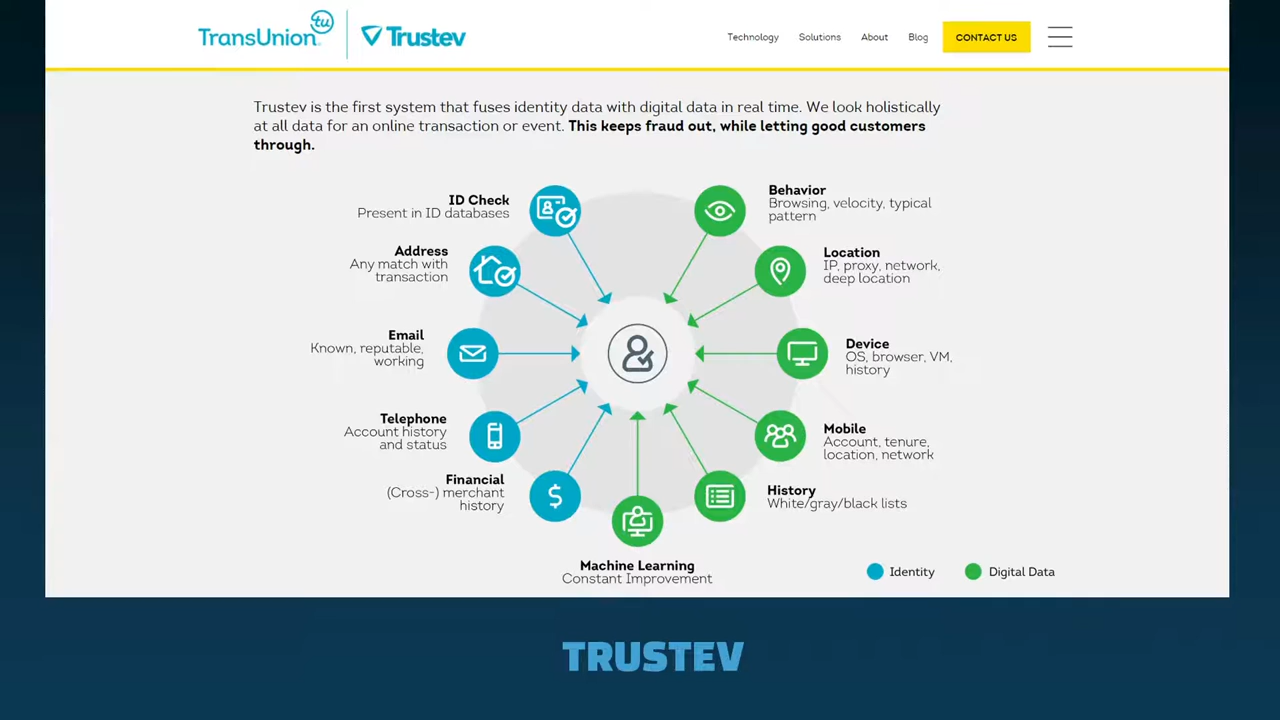 TransUnion
tu
Trustev
Technology
Solutions
About
Blog
CONTACT US
Trustev is the first system that fuses identity data with digital data in real time. We look holistically
at all data for an online transaction or event. This keeps fraud out, while letting good customers
through.
ID Check
Present in ID databases
Address
Any match with
transaction
Email
Known, reputable,
working
Telephone
Account history
and status
Financial
(Cross-) merchant
history
Machine Learning
Constant Improvement
Behavior
Browsing, velocity, typical
pattern
Location
IP, proxy, network,
deep location
Device
OS, browser, VM,
history
Mobile
Account, tenure,
location, network
History
White/gray/black lists
Identity
Digital Data
TRUSTEV